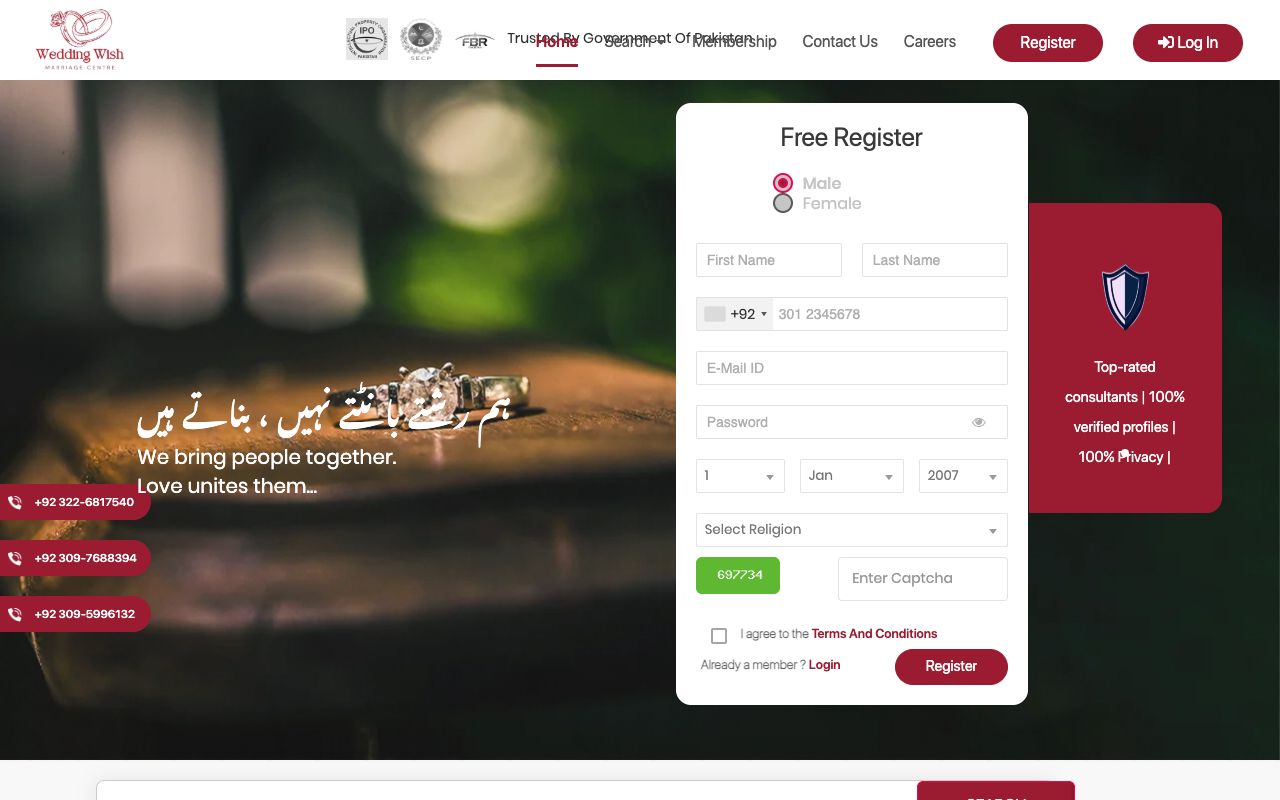 Wedding Wish
MARRIAGE CENTRE
IPO
PAKISTAN
SECP
FBR
Trusted By Government Of Pakistan
Home
Search
Membership
Contact Us
Careers
Register
Log In
Free Register
Male
Female
First Name
Last Name
+92
301 2345678
E-Mail ID
Password
1
Jan
2007
Select Religion
697734
Enter Captcha
I agree to the Terms And Conditions
Already a member ? Login
Register
Top-rated
consultants | 100%
verified profiles |
100% Privacy |
ہم رشتے بانٹتے نہیں ، بناتے ہیں
We bring people together.
Love unites them...
+92 322-6817540
+92 309-7688394
+92 309-5996132